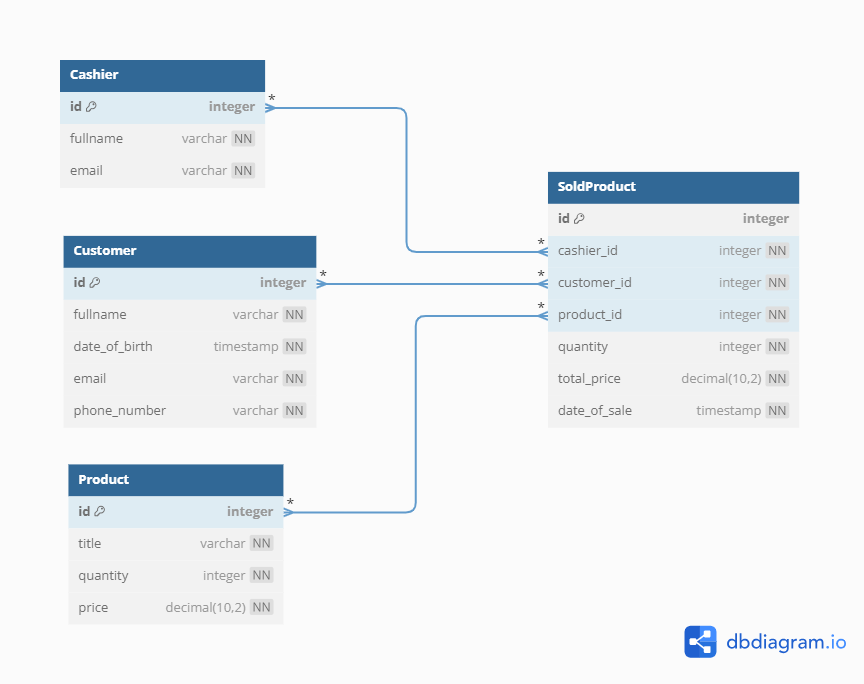 Cashier
id integer *
fullname varchar NN
email varchar NN
Customer
id integer *
fullname varchar NN
date_of_birth timestamp NN
email varchar NN
phone_number varchar NN
Product
id integer *
title varchar NN
quantity integer NN
price decimal(10,2) NN
SoldProduct
id integer
* cashier_id integer NN
* customer_id integer NN
* product_id integer NN
quantity integer NN
total_price decimal(10,2) NN
date_of_sale timestamp NN
dbdiagram.io